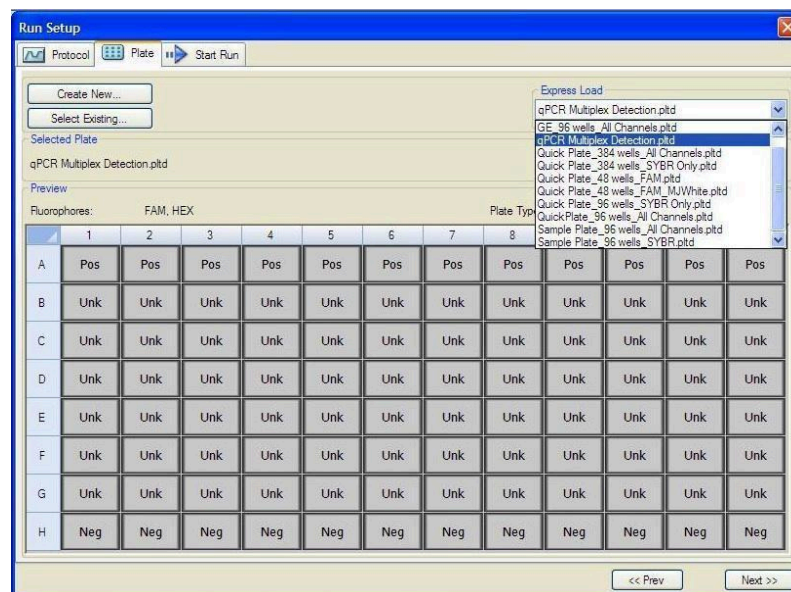 Run Setup
Protocol Plate Start Run
Create New...
Select Existing...
Express Load
qPCR Multiplex Detection.pltd
GE_96 wells_All Channels.pltd
qPCR Multiplex Detection.pltd
Quick Plate_384 wells_All Channels.pltd
Quick Plate_384 wells_SYBR Only.pltd
Quick Plate_48 wells_FAM.pltd
Quick Plate_48 wells_FAM_MJWhite.pltd
Quick Plate_96 wells_SYBR Only.pltd
QuickPlate_96 wells_All Channels.pltd
Sample Plate_96 wells_All Channels.pltd
Sample Plate_96 wells_SYBR.pltd
Selected Plate
qPCR Multiplex Detection.pltd
Preview
Fluorophores: FAM, HEX Plate Typ
1 2 3 4 5 6 7 8
A Pos Pos Pos Pos Pos Pos Pos Pos Pos Pos Pos Pos
B Unk Unk Unk Unk Unk Unk Unk Unk Unk Unk Unk Unk
C Unk Unk Unk Unk Unk Unk Unk Unk Unk Unk Unk Unk
D Unk Unk Unk Unk Unk Unk Unk Unk Unk Unk Unk Unk
E Unk Unk Unk Unk Unk Unk Unk Unk Unk Unk Unk Unk
F Unk Unk Unk Unk Unk Unk Unk Unk Unk Unk Unk Unk
G Unk Unk Unk Unk Unk Unk Unk Unk Unk Unk Unk Unk
H Neg Neg Neg Neg Neg Neg Neg Neg Neg Neg Neg Neg
<< Prev Next >>